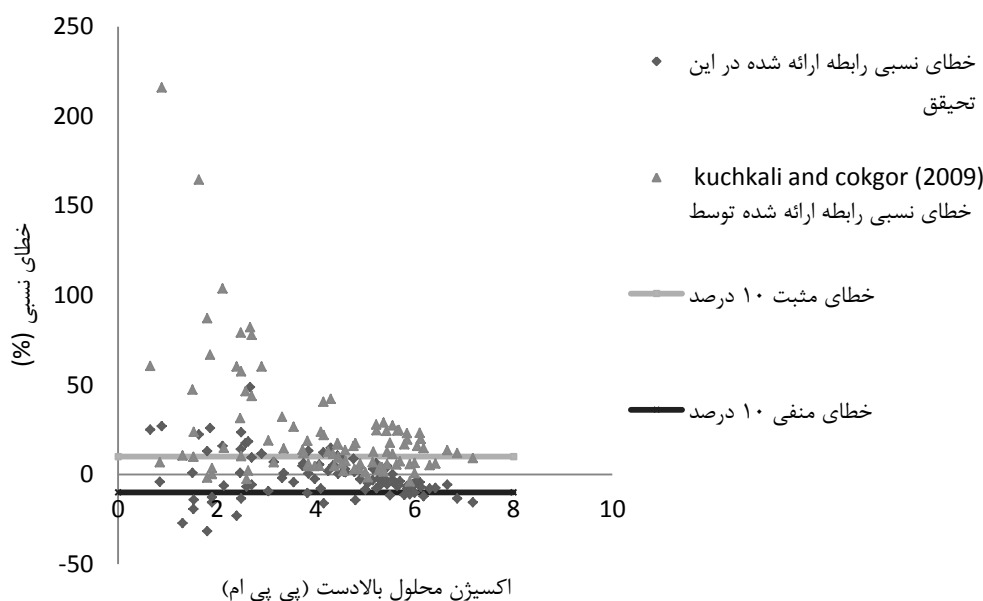 250
200
150
100
50
0
-50
0
2
4
6
8
10
خطای نسبی (%)
اکسیژن محلول بالادست (پی پی ام)
خطای نسبی رابطه ارائه شده در این
تحیقق
kuchkali and cokgor (2009)
خطای نسبی رابطه ارائه شده توسط
خطای مثبت ۱۰ درصد
خطای منفی ۱۰ درصد